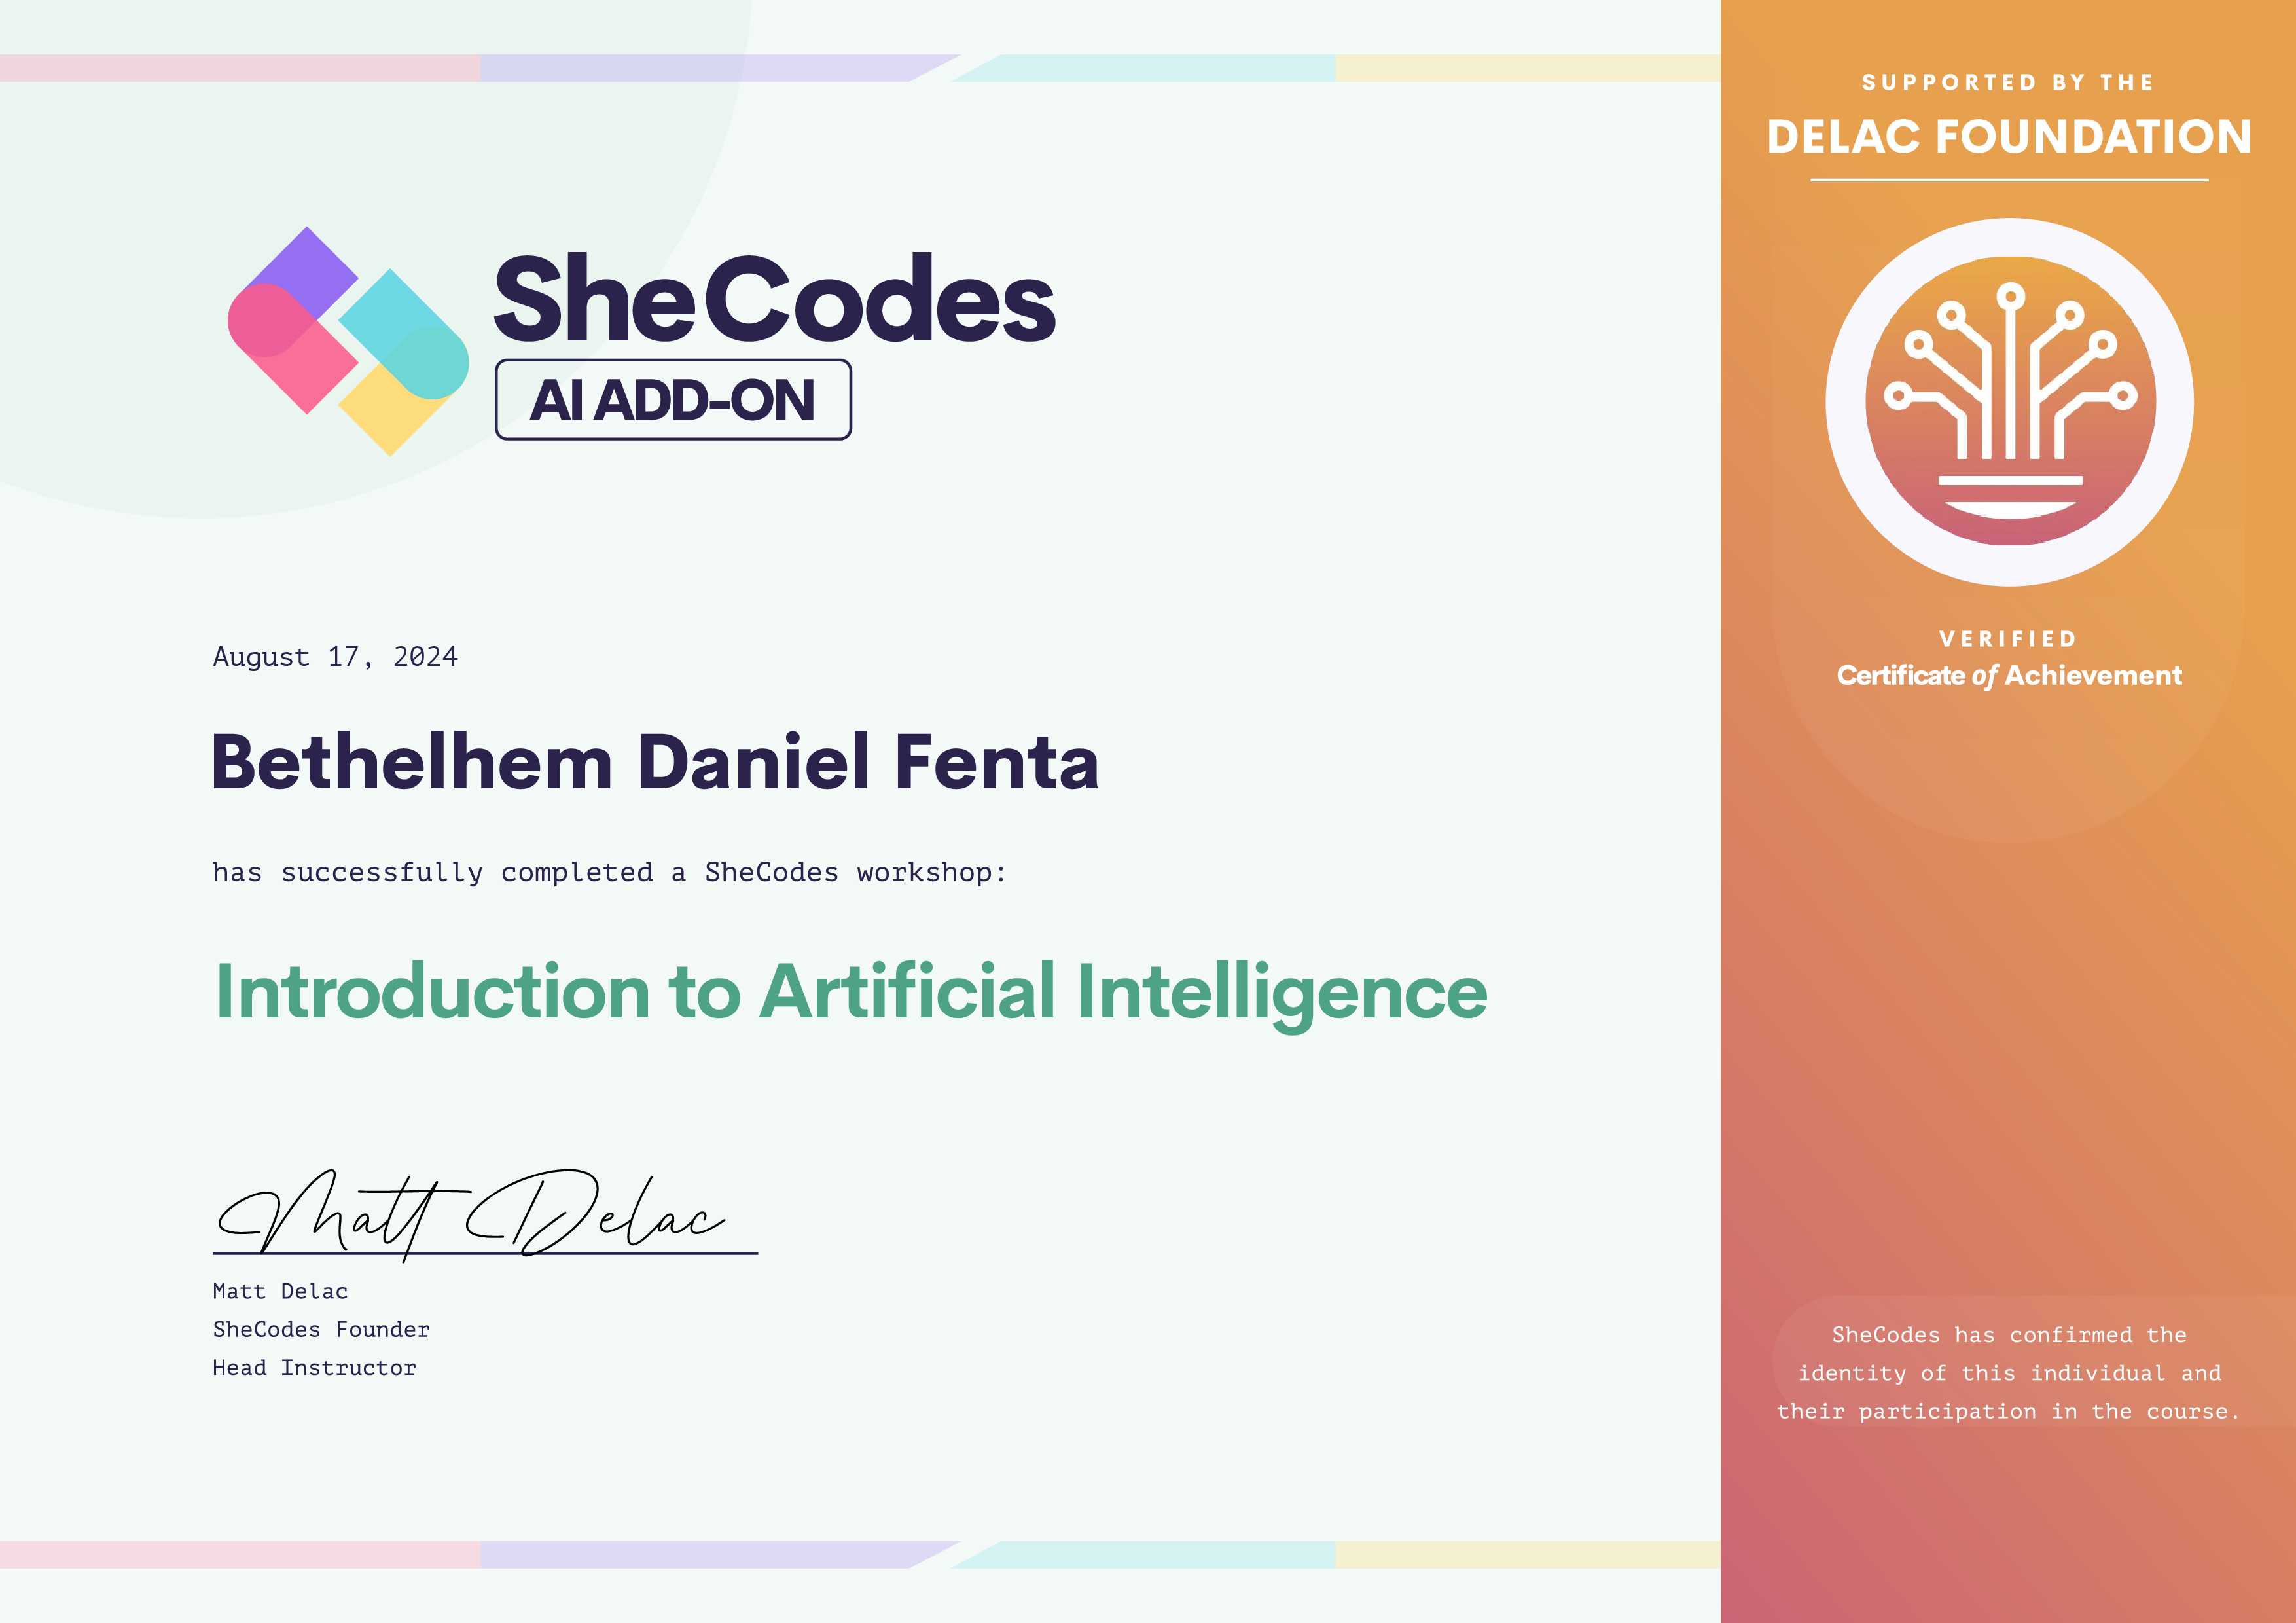 SheCodes
AI ADD-ON
August 17, 2024
Bethelhem Daniel Fenta
has successfully completed a SheCodes workshop:
Introduction to Artificial Intelligence
Matt Delac
Matt Delac
SheCodes Founder
Head Instructor
SUPPORTED BY THE
DELAC FOUNDATION
VERIFIED
Certificate of Achievement
SheCodes has confirmed the
identity of this individual and
their participation in the course.